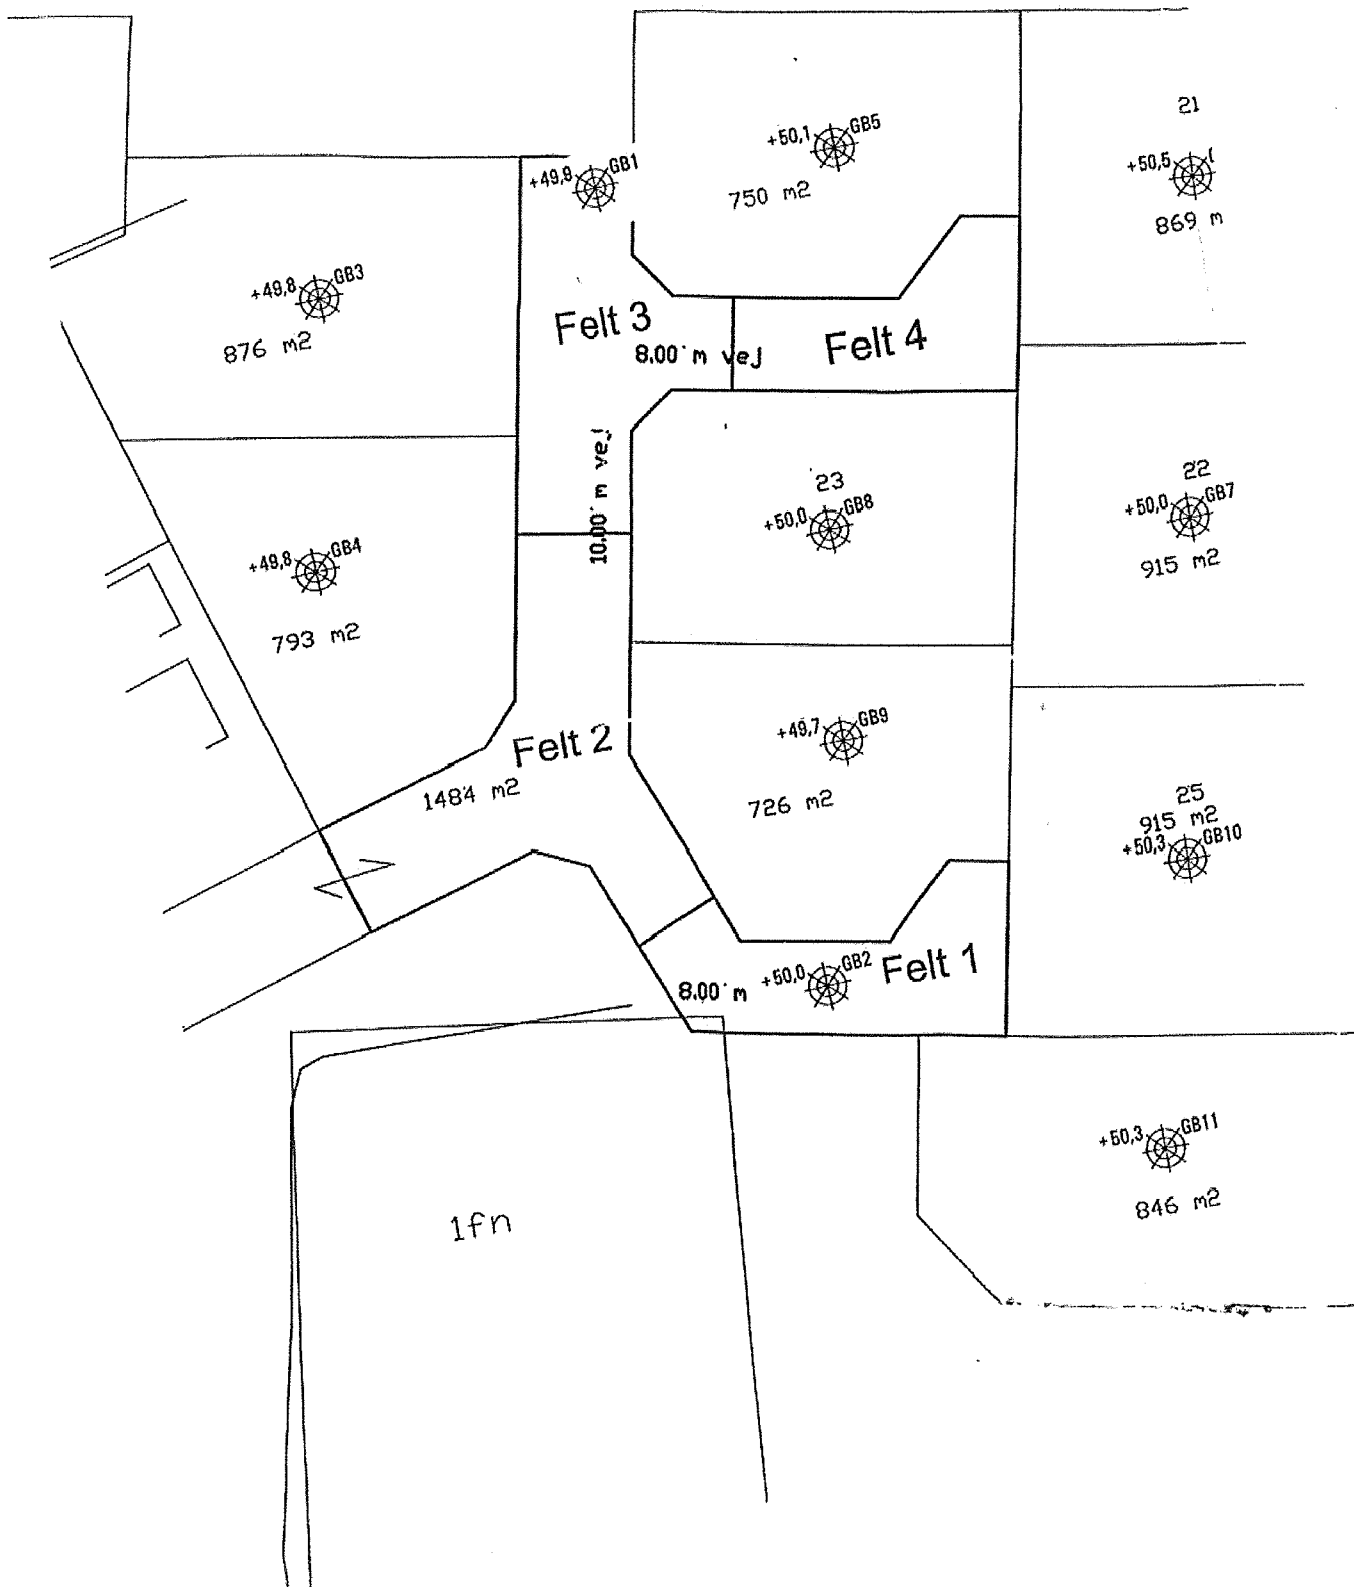 21
+50,1 GB5
+50,5
750 m2
869 m
+49,9 GB1
+49,8 GB3
876 m2
Felt 3
8.00 m vej
Felt 4
10.00 m vej
23
+50,0 GB8
22
+50,0 GB7
915 m2
+49,8 GB4
793 m2
Felt 2
1484 m2
+49,7 GB9
726 m2
25
915 m2
+50,3 GB10
8.00 m
+50,0 GB2
Felt 1
+50,3 GB11
846 m2
1fn